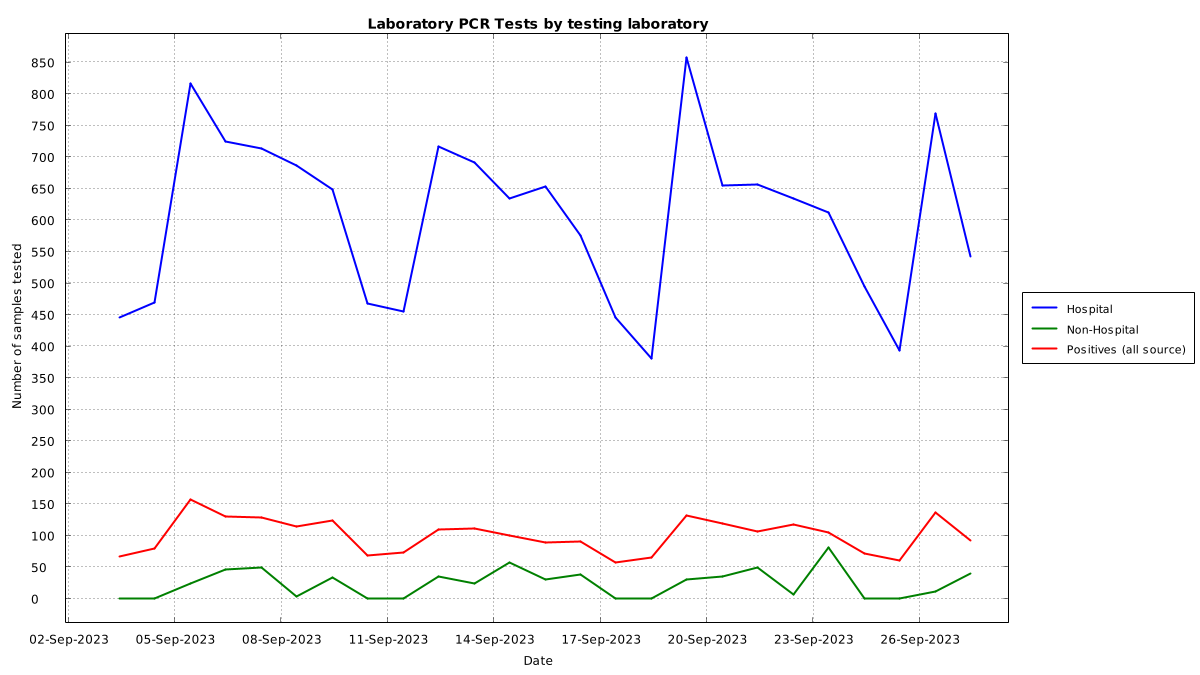 Laboratory PCR Tests by testing laboratory
850
800
750
700
650
600
550
500
450
400
350
300
250
200
150
100
50
0
Number of samples tested
02-Sep-2023 05-Sep-2023 08-Sep-2023 11-Sep-2023 14-Sep-2023 17-Sep-2023 20-Sep-2023 23-Sep-2023 26-Sep-2023
Date
Hospital
Non-Hospital
Positives (all source)